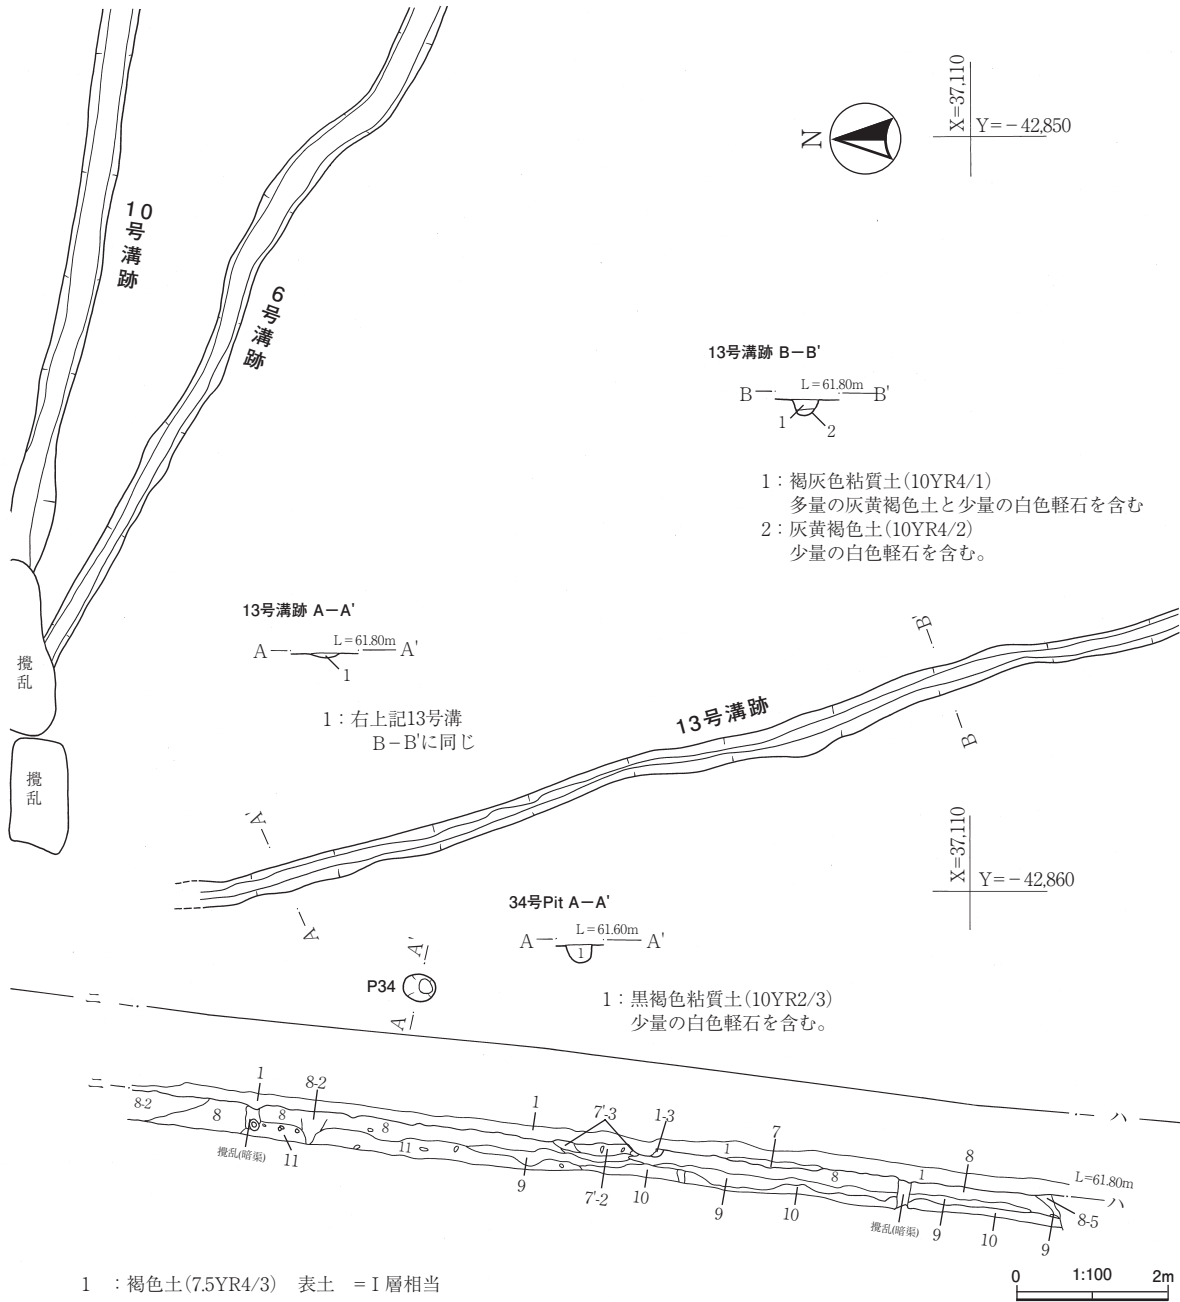 X=37,110
Y=－42,850
N
10号溝跡
6号溝跡
13号溝跡 B－B'
L=61.80m
B
B'
1
2
1：褐灰色粘質土(10YR4/1)
多量の灰黄褐色土と少量の白色軽石を含む
2：灰黄褐色土(10YR4/2)
少量の白色軽石を含む。
13号溝跡 A－A'
L=61.80m
A
A'
1
1：右上記13号溝
B－B'に同じ
攪乱
攪乱
B'
13号溝跡
B
A'
A
X=37,110
Y=－42,860
34号Pit A－A'
L=61.60m
A
A'
1
A'
P34
A
1：黒褐色粘質土(10YR2/3)
少量の白色軽石を含む。
ニ
ハ
ニ
1
8-2
8-2
8
8
8
攪乱(暗渠)
11
11
1
7'-3
1-3
9
7'-2
10
1
7
8
9
10
8
1
L=61.80m
ハ
攪乱(暗渠)
9
10
9
8-5
1 ：褐色土(7.5YR4/3) 表土 =Ⅰ層相当
0 1:100 2m